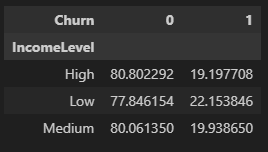 Churn 0 1
IncomeLevel
High 80.802292 19.197708
Low 77.846154 22.153846
Medium 80.061350 19.938650